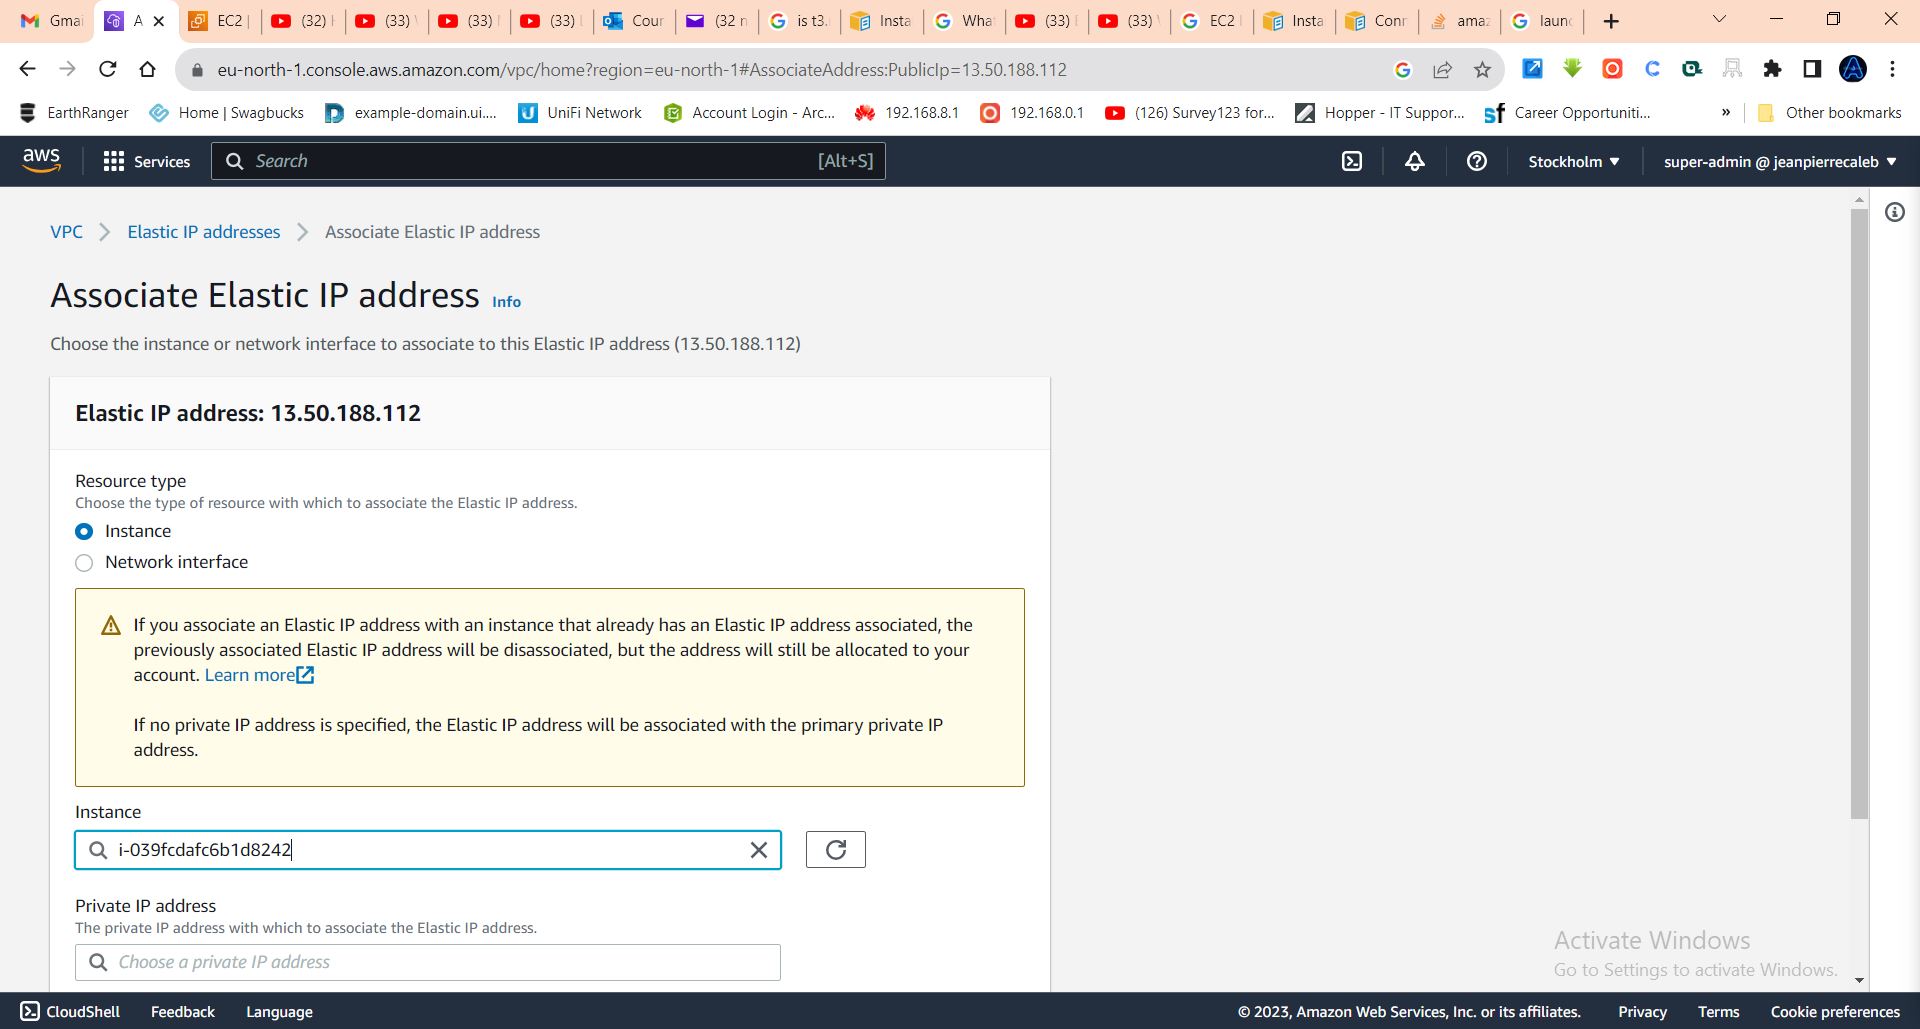 Gmai
A
EC2 |
(32) H
(33) \
(33) M
(33) L
Cour
(32 n
is t3.
Insta
Wha
(33) E
(33) \
EC2 I
Insta
Conr
amaz
launc
eu-north-1.console.aws.amazon.com/vpc/home?region=eu-north-1#AssociateAddress:PublicIp=13.50.188.112
EarthRanger
Home | Swagbucks
example-domain.ui....
UniFi Network
Account Login - Arc...
192.168.8.1
192.168.0.1
(126) Survey123 for...
Hopper - IT Suppor...
Career Opportuniti...
»
Other bookmarks
aws
Services
Search
[Alt+S]
Stockholm
super-admin @ jeanpierrecaleb
VPC
Elastic IP addresses
Associate Elastic IP address
Associate Elastic IP address Info
Choose the instance or network interface to associate to this Elastic IP address (13.50.188.112)
Elastic IP address: 13.50.188.112
Resource type
Choose the type of resource with which to associate the Elastic IP address.
Instance
Network interface
If you associate an Elastic IP address with an instance that already has an Elastic IP address associated, the
previously associated Elastic IP address will be disassociated, but the address will still be allocated to your
account. Learn more
If no private IP address is specified, the Elastic IP address will be associated with the primary private IP
address.
Instance
i-039fcdafc6b1d8242
Private IP address
The private IP address with which to associate the Elastic IP address.
Choose a private IP address
Activate Windows
Go to Settings to activate Windows.
CloudShell
Feedback
Language
© 2023, Amazon Web Services, Inc. or its affiliates.
Privacy
Terms
Cookie preferences